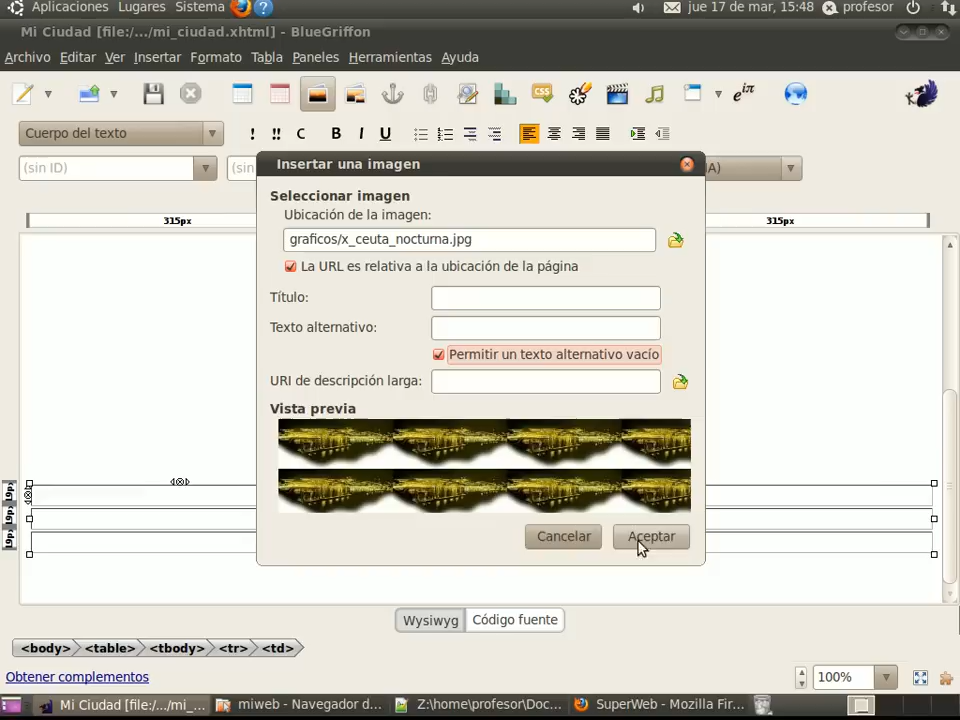 Aplicaciones Lugares Sistema ? jue 17 de mar, 15:48 profesor
Mi Ciudad [file:/.../mi_ciudad.xhtml] - BlueGriffon
Archivo Editar Ver Insertar Formato Tabla Paneles Herramientas Ayuda
Cuerpo del texto ! !! C B I U
(sin ID) (sin A)
Insertar una imagen
Seleccionar imagen
Ubicación de la imagen:
graficos/x_ceuta_nocturna.jpg
La URL es relativa a la ubicación de la página
Título:
Texto alternativo:
Permitir un texto alternativo vacío
URI de descripción larga:
Vista previa
Cancelar Aceptar
315px 315px
19px
19px
19px
Wysiwyg Código fuente
<body> <table> <tbody> <tr> <td>
Obtener complementos 100%
Mi Ciudad [file:/.../mi_... miweb - Navegador d... Z:\home\profesor\Doc... SuperWeb - Mozilla Fir...